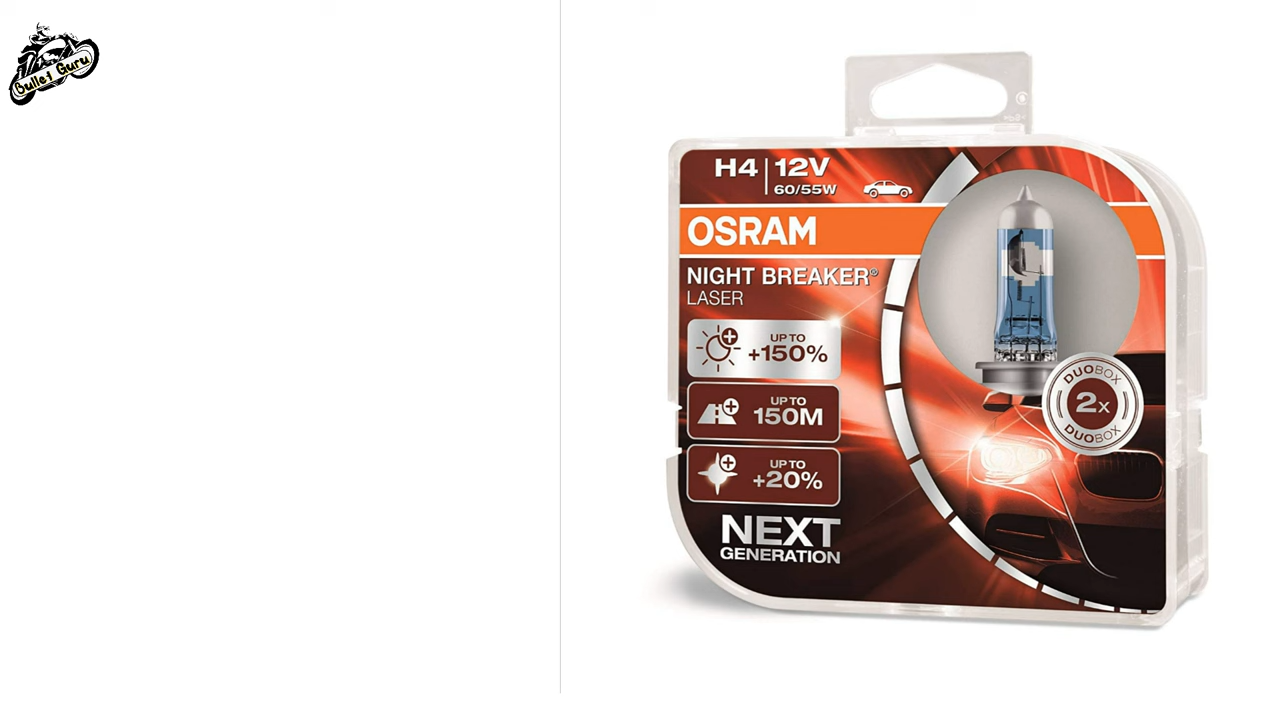 Bullet Guru
H4 | 12V
60/55W
OSRAM
NIGHT BREAKER®
LASER
UP TO
+150%
UP TO
150M
UP TO
+20%
NEXT
GENERATION
DUOBOX
2x
DUOBOX